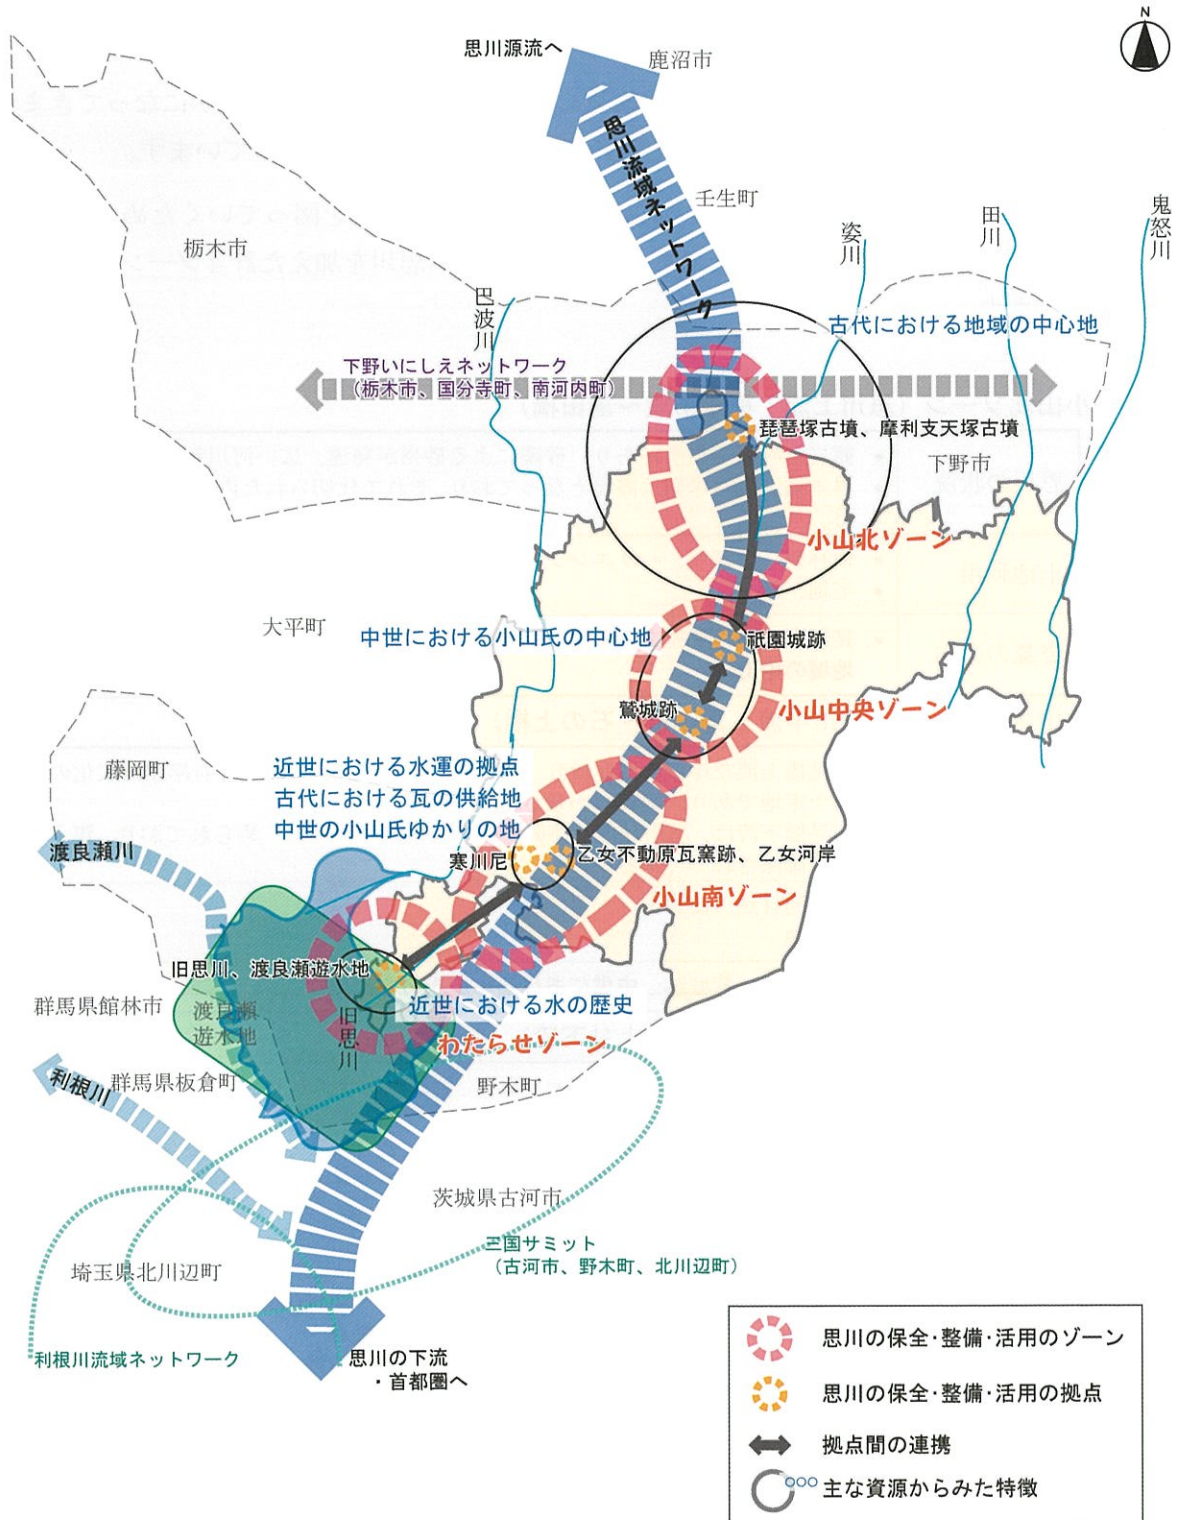 N
思川源流へ
鹿沼市
思川流域ネットワーク
壬生町
栃木市
巴波川
姿川
田川
鬼怒川
古代における地域の中心地
下野いにしえネットワーク
（栃木市、国分寺町、南河内町）
琵琶塚古墳、摩利支天塚古墳
下野市
小山北ゾーン
大平町
中世における小山氏の中心地
祇園城跡
鷲城跡
小山中央ゾーン
藤岡町
近世における水運の拠点
古代における瓦の供給地
中世の小山氏ゆかりの地
渡良瀬川
寒川尼
乙女不動原瓦窯跡、乙女河岸
小山南ゾーン
旧思川、渡良瀬遊水地
群馬県館林市
渡良瀬
遊水地
旧思川
近世における水の歴史
わたらせゾーン
利根川
群馬県板倉町
野木町
茨城県古河市
三国サミット
（古河市、野木町、北川辺町）
埼玉県北川辺町
利根川流域ネットワーク
思川の下流
・首都圏へ
思川の保全・整備・活用のゾーン
思川の保全・整備・活用の拠点
拠点間の連携
主な資源からみた特徴